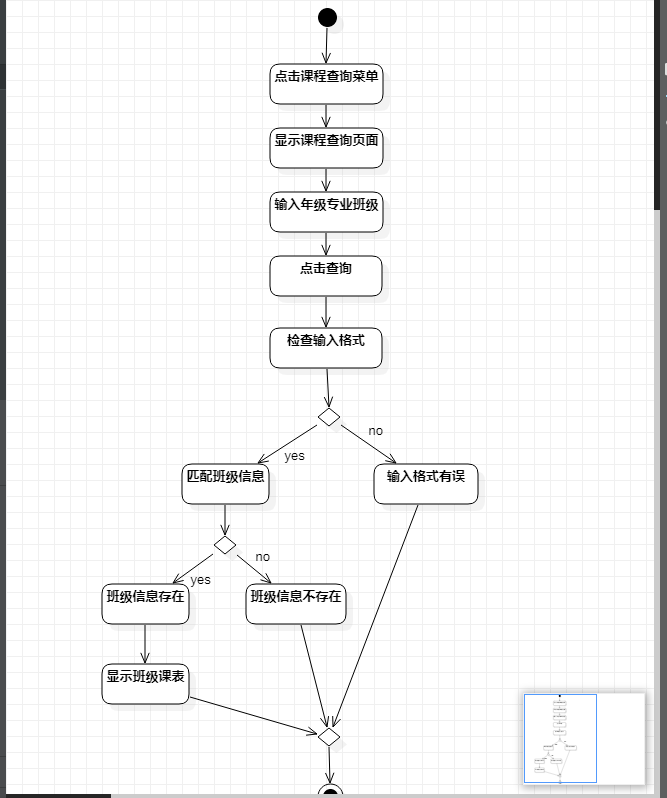 点击课程查询菜单
显示课程查询页面
输入年级专业班级
点击查询
检查输入格式
no
yes
匹配班级信息
输入格式有误
no
yes
班级信息存在
班级信息不存在
显示班级课表